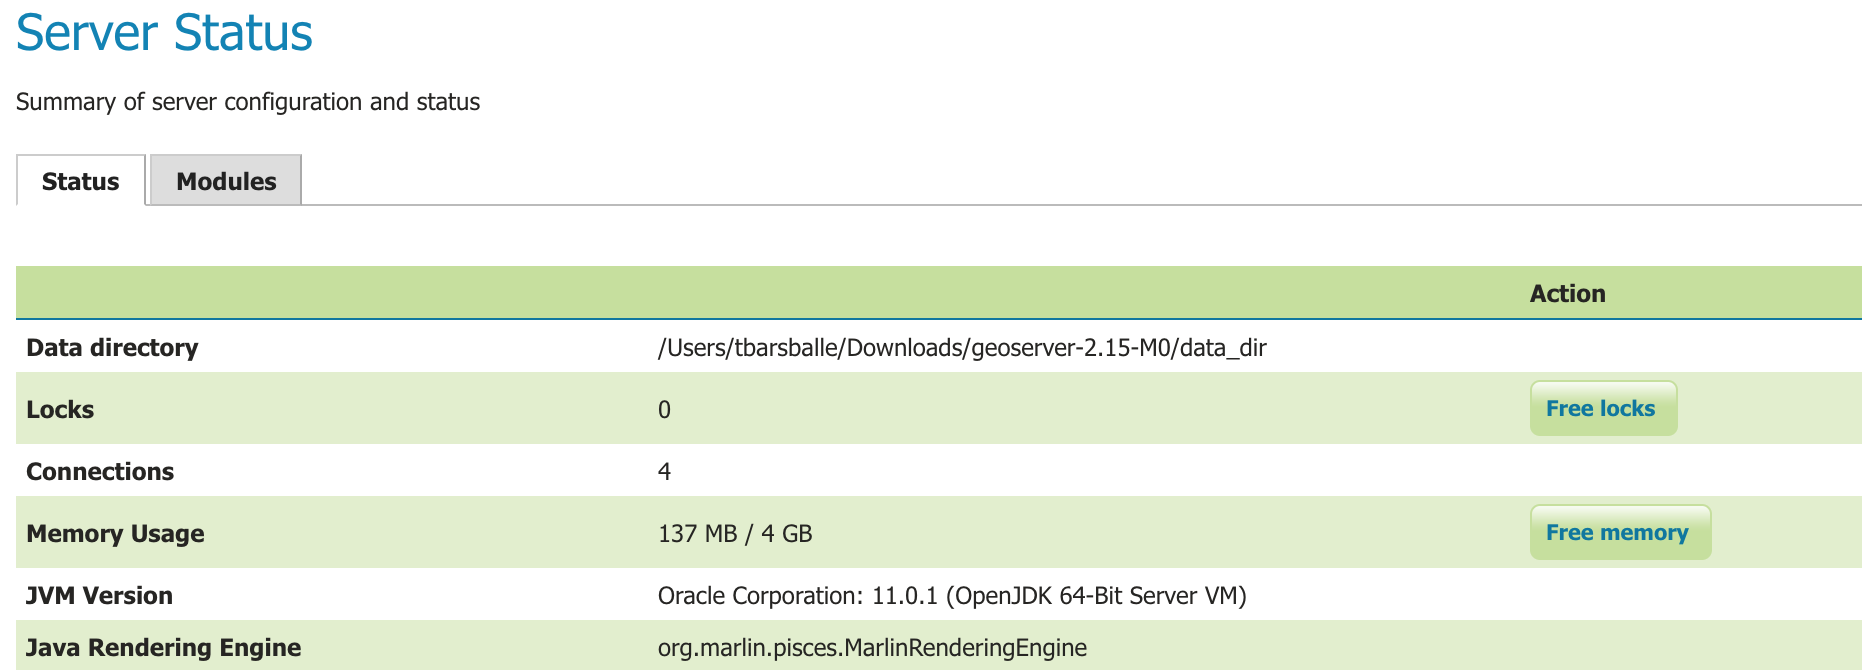 Server Status
Summary of server configuration and status
Status Modules
Action
Data directory /Users/tbarsballe/Downloads/geoserver-2.15-M0/data_dir
Locks 0 Free locks
Connections 4
Memory Usage 137 MB / 4 GB Free memory
JVM Version Oracle Corporation: 11.0.1 (OpenJDK 64-Bit Server VM)
Java Rendering Engine org.marlin.pisces.MarlinRenderingEngine